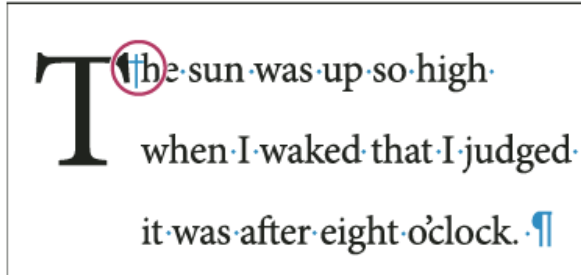 The sun was up so high
when I waked that I judged
it was after eight o’clock. ¶